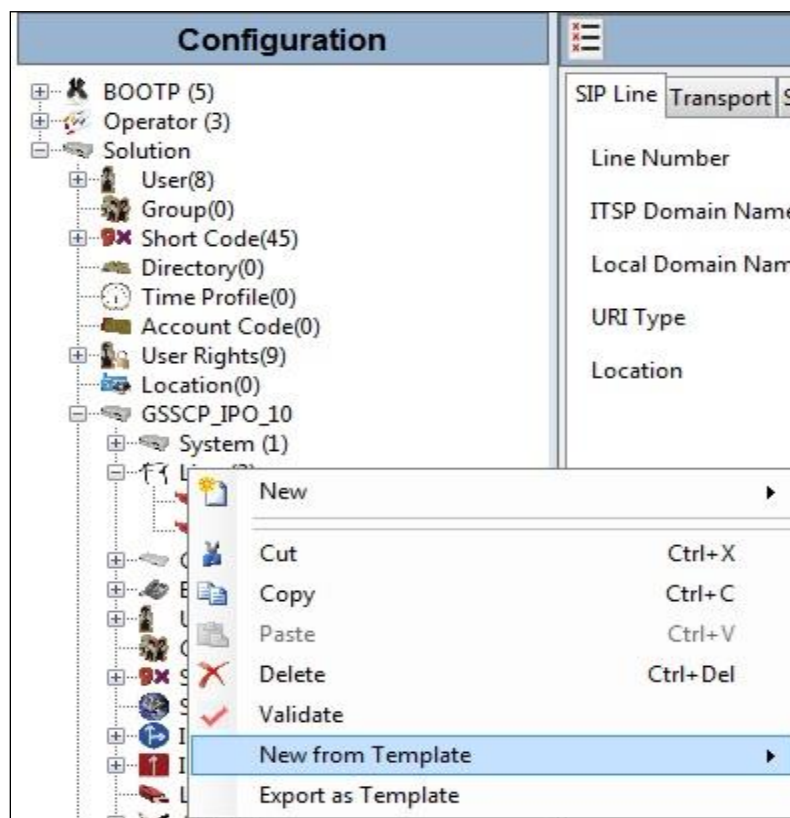 Configuration
BOOTP (5)
Operator (3)
Solution
User(8)
Group(0)
Short Code(45)
Directory(0)
Time Profile(0)
Account Code(0)
User Rights(9)
Location(0)
GSSCP_IPO_10
System (1)
New
Cut Ctrl+X
Copy Ctrl+C
Paste Ctrl+V
Delete Ctrl+Del
Validate
New from Template
Export as Template
SIP Line Transport S
Line Number
ITSP Domain Name
Local Domain Nam
URI Type
Location